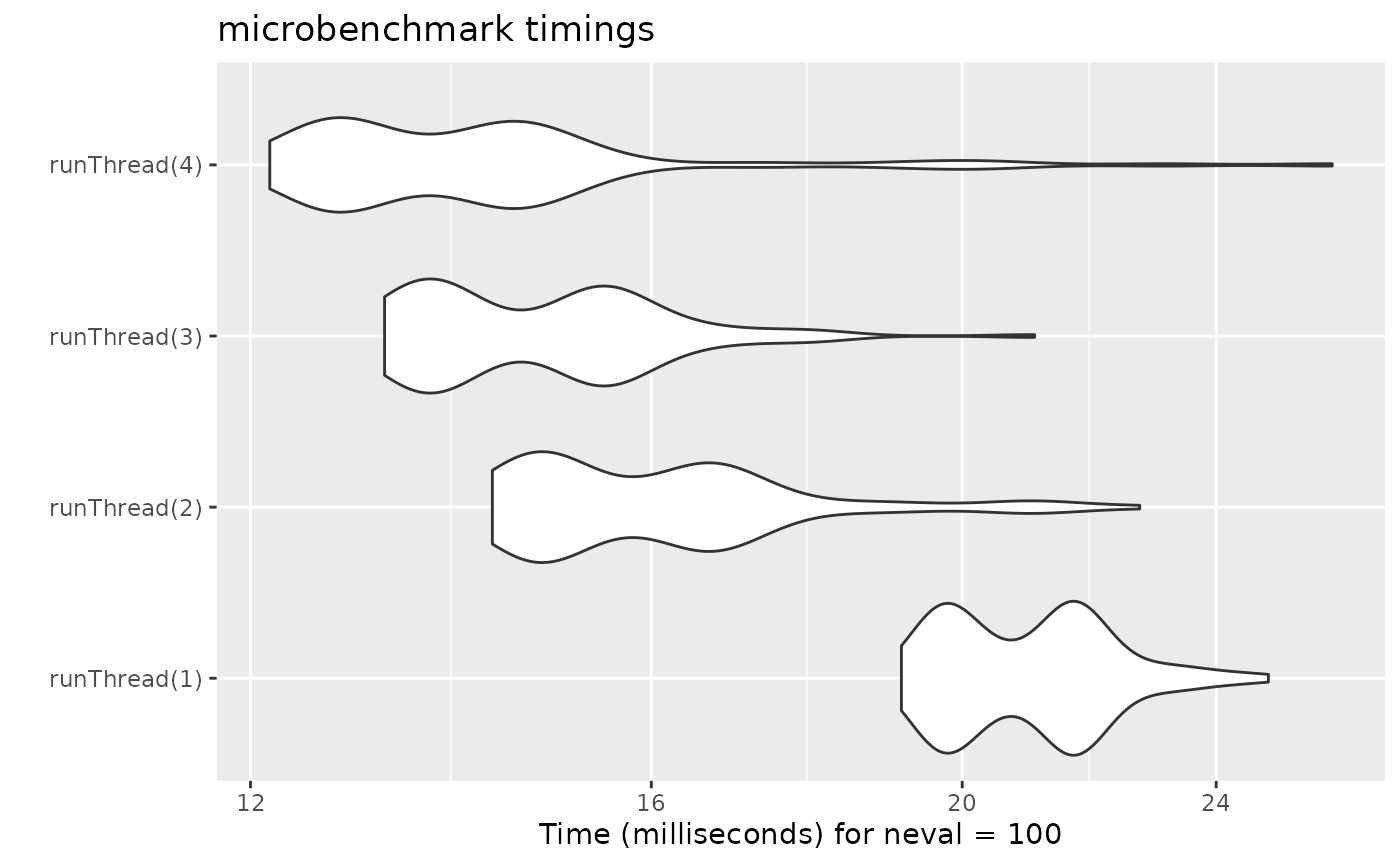 microbenchmark timings
runThread(4)
runThread(3)
runThread(2)
runThread(1)
12 16 20 24
Time (milliseconds) for neval = 100